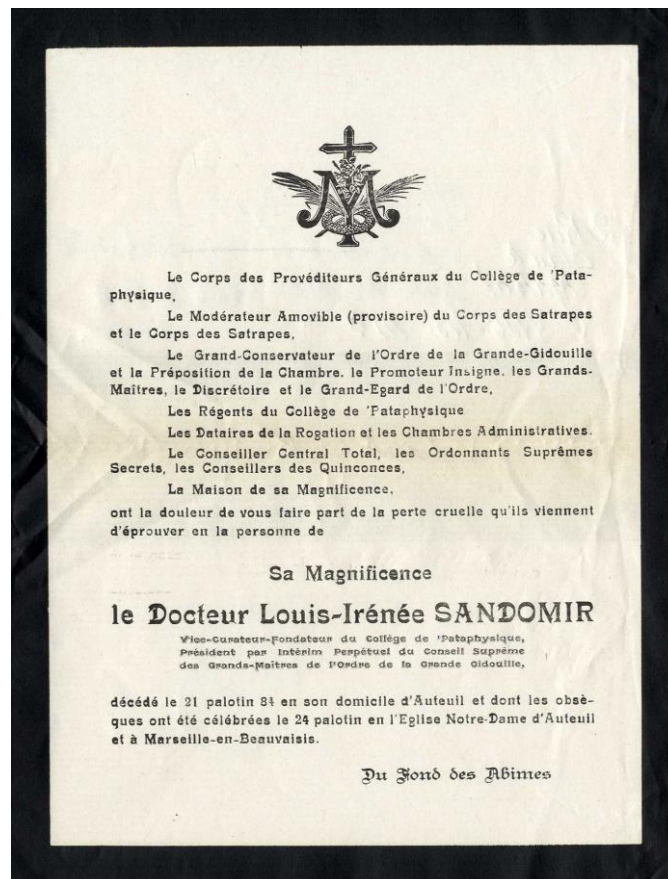 Le Corps des Provéditeurs Généraux du Collège de 'Pata-
physique,
Le Modérateur Amovible (provisoire) du Corps des Satrapes
et le Corps des Satrapes,
Le Grand-Conservateur de l'Ordre de la Grande-Gidouille
et la Préposition de la Chambre. le Promoteur Insigne. les Grands-
Maîtres, le Discrétoire et le Grand-Egard de l'Ordre,
Les Régents du Collège de 'Pataphysique
Les Dataires de la Rogation et les Chambres Administratives.
Le Conseiller Central Total, les Ordonnants Suprêmes
Secrets, les Conseillers des Quinconces,
La Maison de sa Magnificence,
ont la douleur de vous faire part de la perte cruelle qu'ils viennent
d'éprouver en la personne de
Sa Magnificence
le Docteur Louis-Irénée SANDOMIR
Vice-Curateur-Fondateur du Collège de 'Pataphysique,
Président par Intérim Perpétuel du Conseil Suprême
des Grands-Maîtres de l'Ordre de la Grande Gidouille,
décédé le 21 palotin 84 en son domicile d'Auteuil et dont les obsè-
ques ont été célébrées le 24 palotin en l'Eglise Notre-Dame d'Auteuil
et à Marseille-en-Beauvaisis.
Du Fond des Abimes